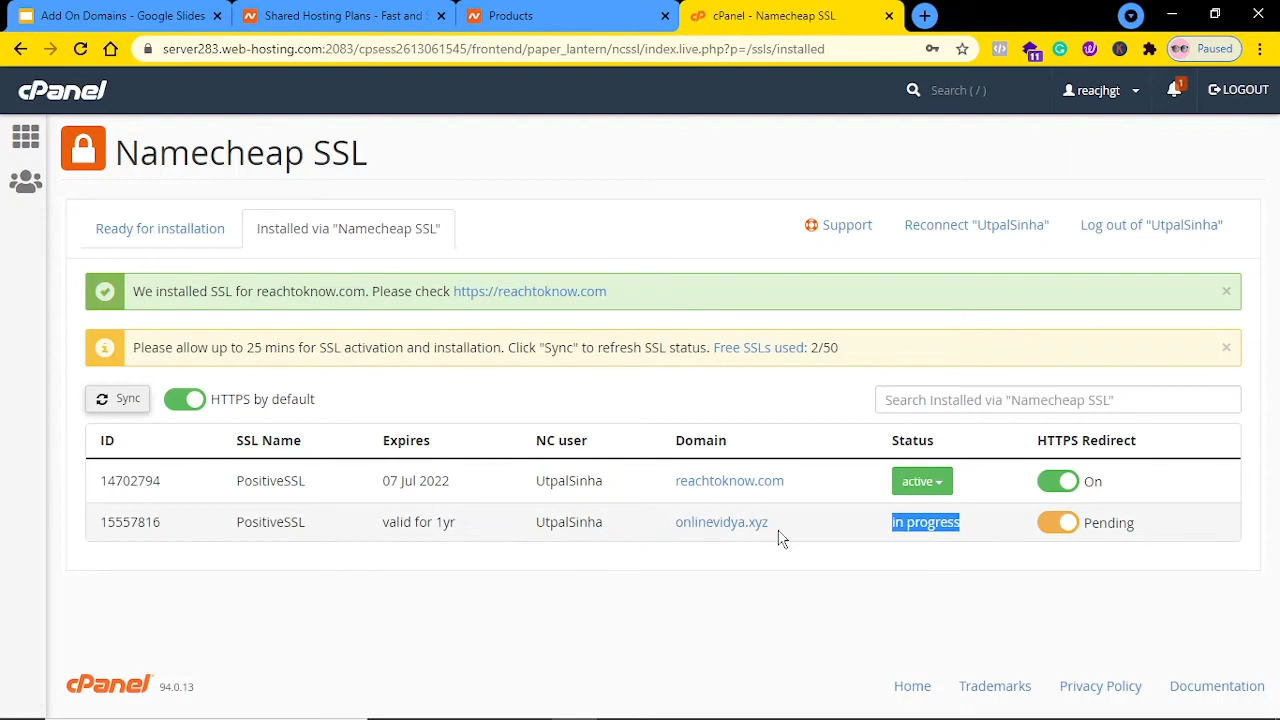 Add On Domains - Google Slides
Shared Hosting Plans - Fast and S
Products
cPanel - Namecheap SSL
server283.web-hosting.com:2083/cpsess2613061545/frontend/paper_lantern/ncssl/index.live.php?p=/ssls/installed
11
Paused
cPanel
Search ( / )
reacjhgt
1
LOGOUT
Namecheap SSL
Ready for installation
Installed via "Namecheap SSL"
Support
Reconnect "UtpalSinha"
Log out of "UtpalSinha"
We installed SSL for reachtoknow.com. Please check https://reachtoknow.com
Please allow up to 25 mins for SSL activation and installation. Click "Sync" to refresh SSL status. Free SSLs used: 2/50
Sync
HTTPS by default
Search Installed via "Namecheap SSL"
ID SSL Name Expires NC user Domain Status HTTPS Redirect
14702794 PositiveSSL 07 Jul 2022 UtpalSinha reachtoknow.com active On
15557816 PositiveSSL valid for 1yr UtpalSinha onlinevidya.xyz in progress Pending
cPanel 94.0.13
Home Trademarks Privacy Policy Documentation